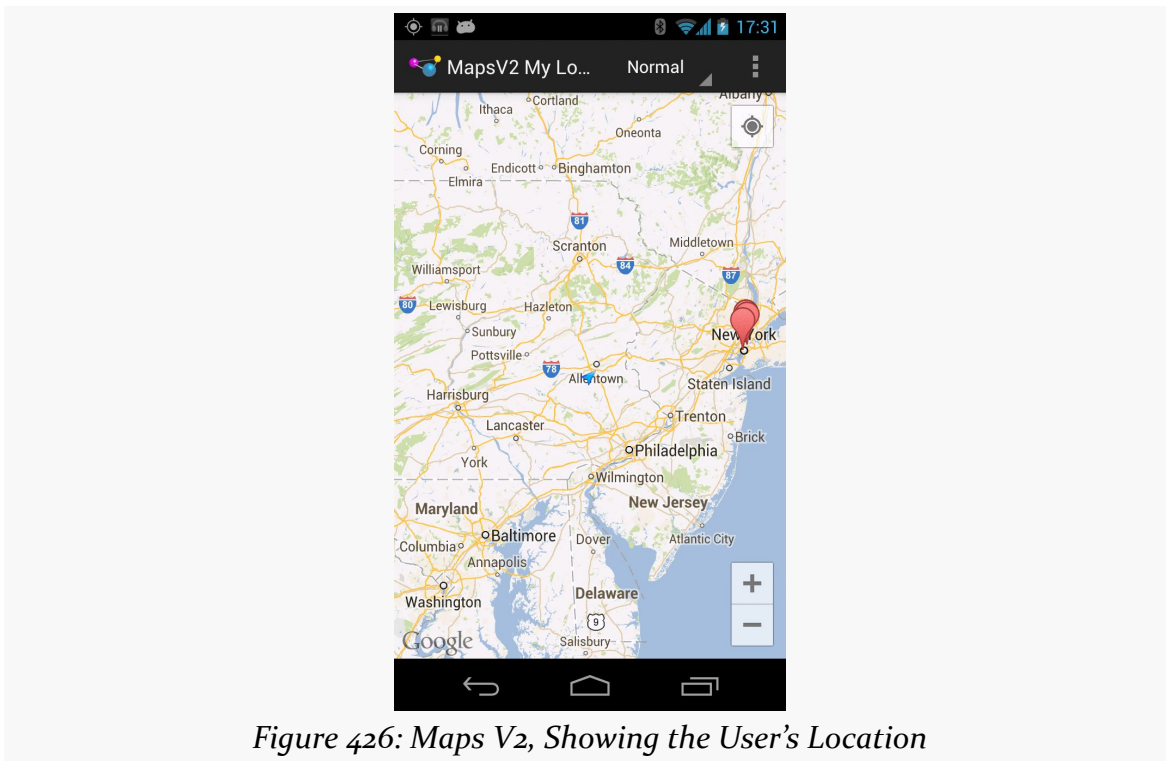 17:31
MapsV2 My Lo...
Normal
Albany
Cortland
Ithaca
Oneonta
Corning
Endicott
Binghamton
Elmira
81
Scranton
Middletown
84
87
Williamsport
80
Lewisburg
Hazleton
Sunbury
New York
Pottsville
78
Allentown
Staten Island
Harrisburg
Trenton
Lancaster
Brick
Philadelphia
York
Wilmington
Maryland
New Jersey
Baltimore
Dover
Atlantic City
Columbia
Annapolis
+
Washington
Delaware
9
−
Google
Salisbury
Figure 426: Maps V2, Showing the User’s Location